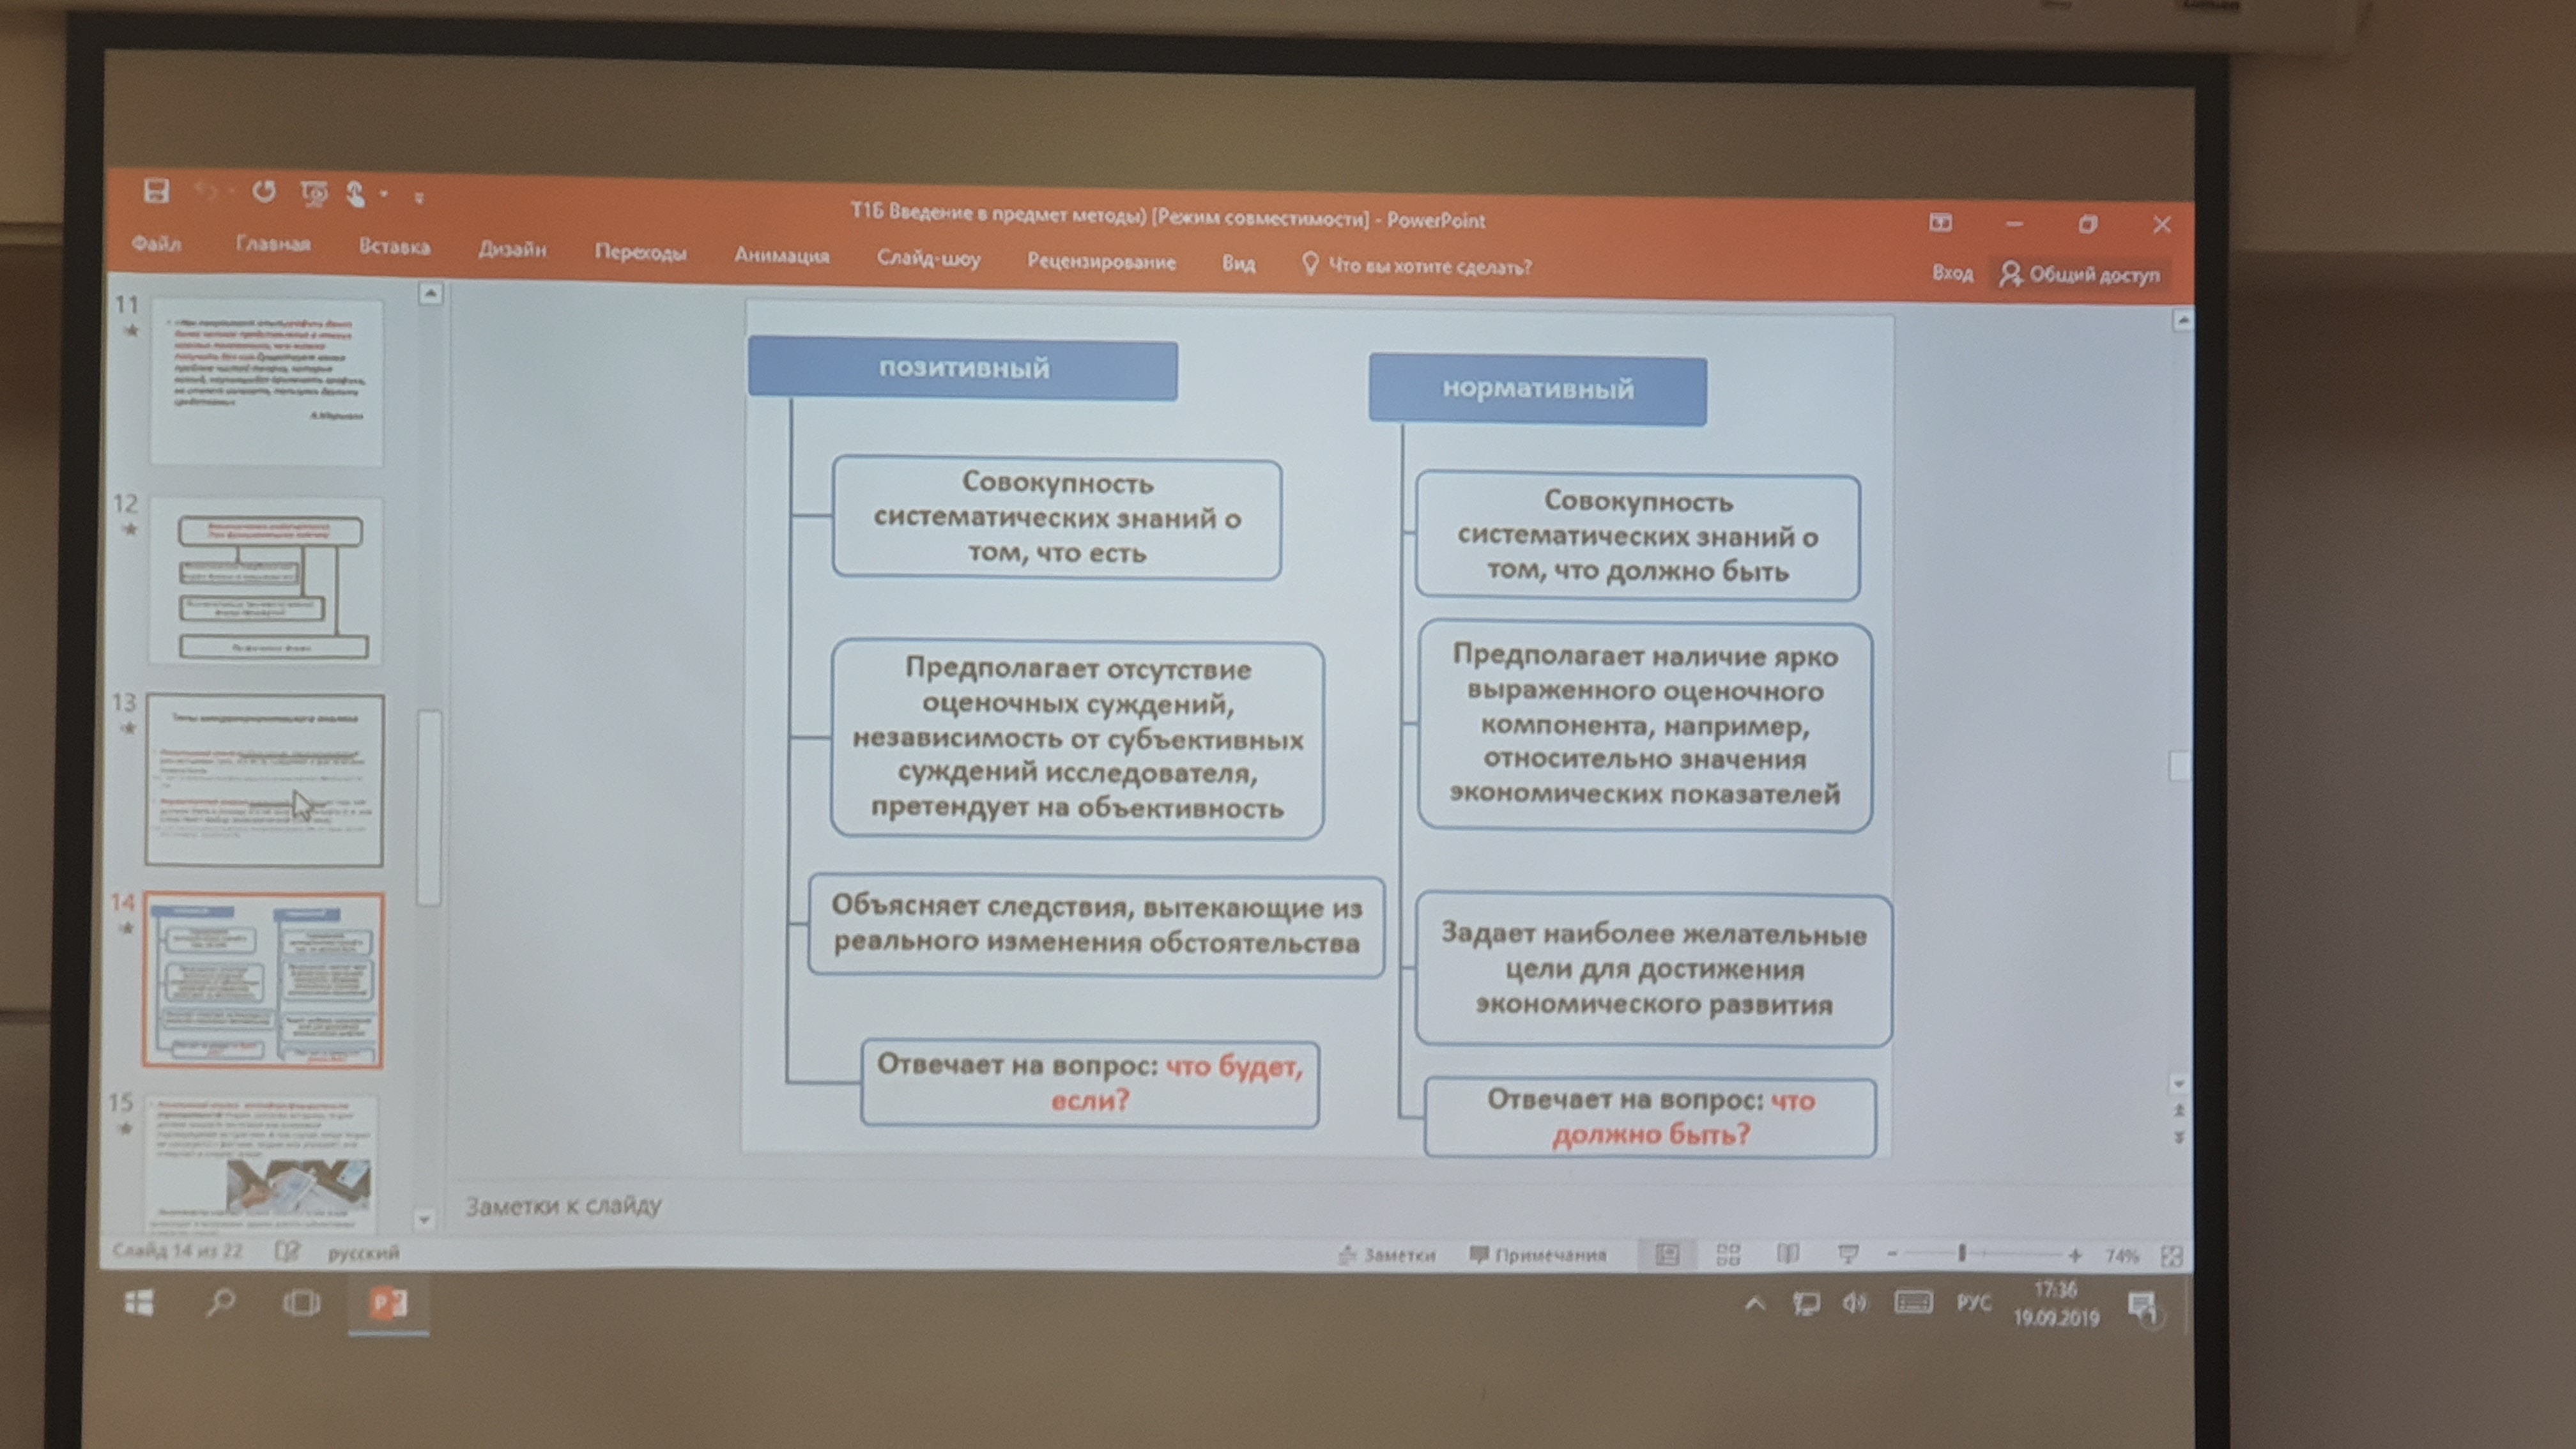 Т1Б Введение в предмет методы) [Режим совместимости] - PowerPoint
Файл Главная Вставка Дизайн Переходы Анимация Слайд-шоу Рецензирование Вид Что вы хотите сделать? Вход Общий доступ
11
12
13
14
15
позитивный
Совокупность
систематических знаний о
том, что есть
Предполагает отсутствие
оценочных суждений,
независимость от субъективных
суждений исследователя,
претендует на объективность
Объясняет следствия, вытекающие из
реального изменения обстоятельства
Отвечает на вопрос: что будет,
если?
нормативный
Совокупность
систематических знаний о
том, что должно быть
Предполагает наличие ярко
выраженного оценочного
компонента, например,
относительно значения
экономических показателей
Задает наиболее желательные
цели для достижения
экономического развития
Отвечает на вопрос: что
должно быть?
Заметки к слайду
Слайд 14 из 22 русский Заметки Примечания 74%
РУС
17:36
19.09.2019